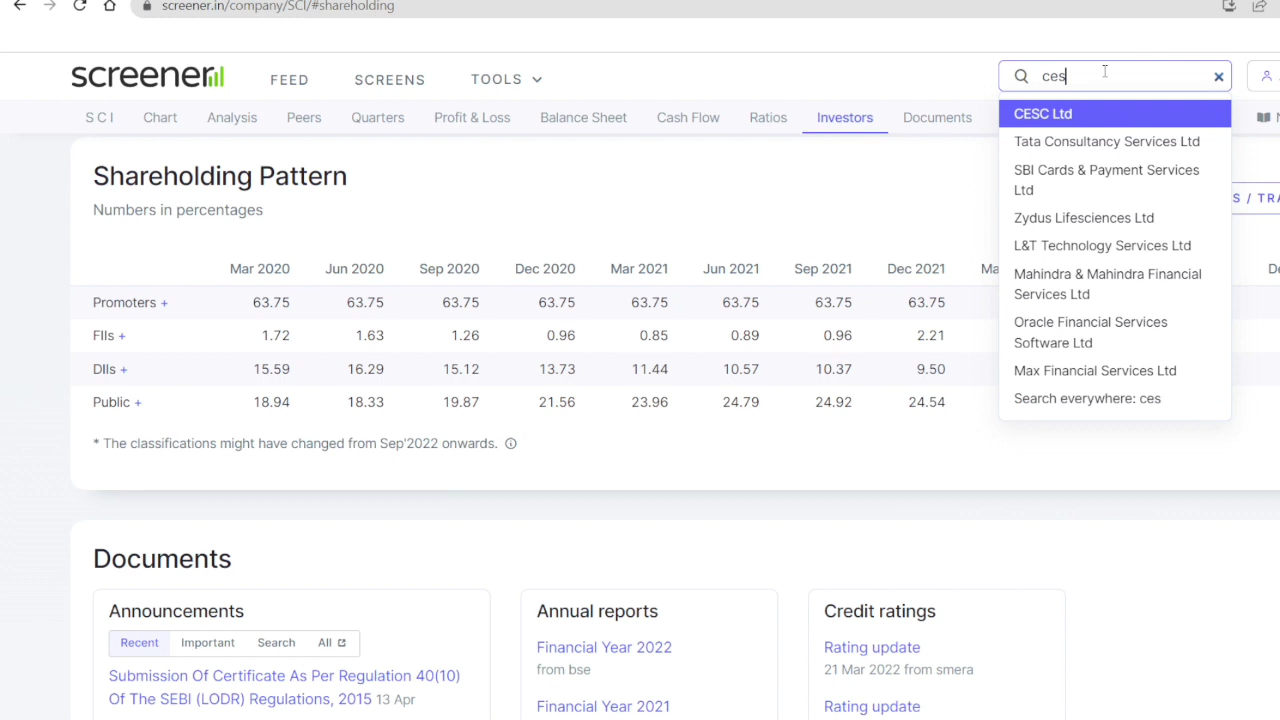 screener.in/company/SCI/#shareholding
screener
FEED
SCREENS
TOOLS
ces
S C I
Chart
Analysis
Peers
Quarters
Profit & Loss
Balance Sheet
Cash Flow
Ratios
Investors
Documents
CESC Ltd
Tata Consultancy Services Ltd
SBI Cards & Payment Services
Ltd
Zydus Lifesciences Ltd
L&T Technology Services Ltd
Mahindra & Mahindra Financial
Services Ltd
Oracle Financial Services
Software Ltd
Max Financial Services Ltd
Search everywhere: ces
Shareholding Pattern
Numbers in percentages
Mar 2020 Jun 2020 Sep 2020 Dec 2020 Mar 2021 Jun 2021 Sep 2021 Dec 2021
Promoters + 63.75 63.75 63.75 63.75 63.75 63.75 63.75 63.75
FIIs + 1.72 1.63 1.26 0.96 0.85 0.89 0.96 2.21
DIIs + 15.59 16.29 15.12 13.73 11.44 10.57 10.37 9.50
Public + 18.94 18.33 19.87 21.56 23.96 24.79 24.92 24.54
* The classifications might have changed from Sep'2022 onwards.
Documents
Announcements
Recent
Important
Search
All
Submission Of Certificate As Per Regulation 40(10)
Of The SEBI (LODR) Regulations, 2015 13 Apr
Annual reports
Financial Year 2022
from bse
Financial Year 2021
Credit ratings
Rating update
21 Mar 2022 from smera
Rating update